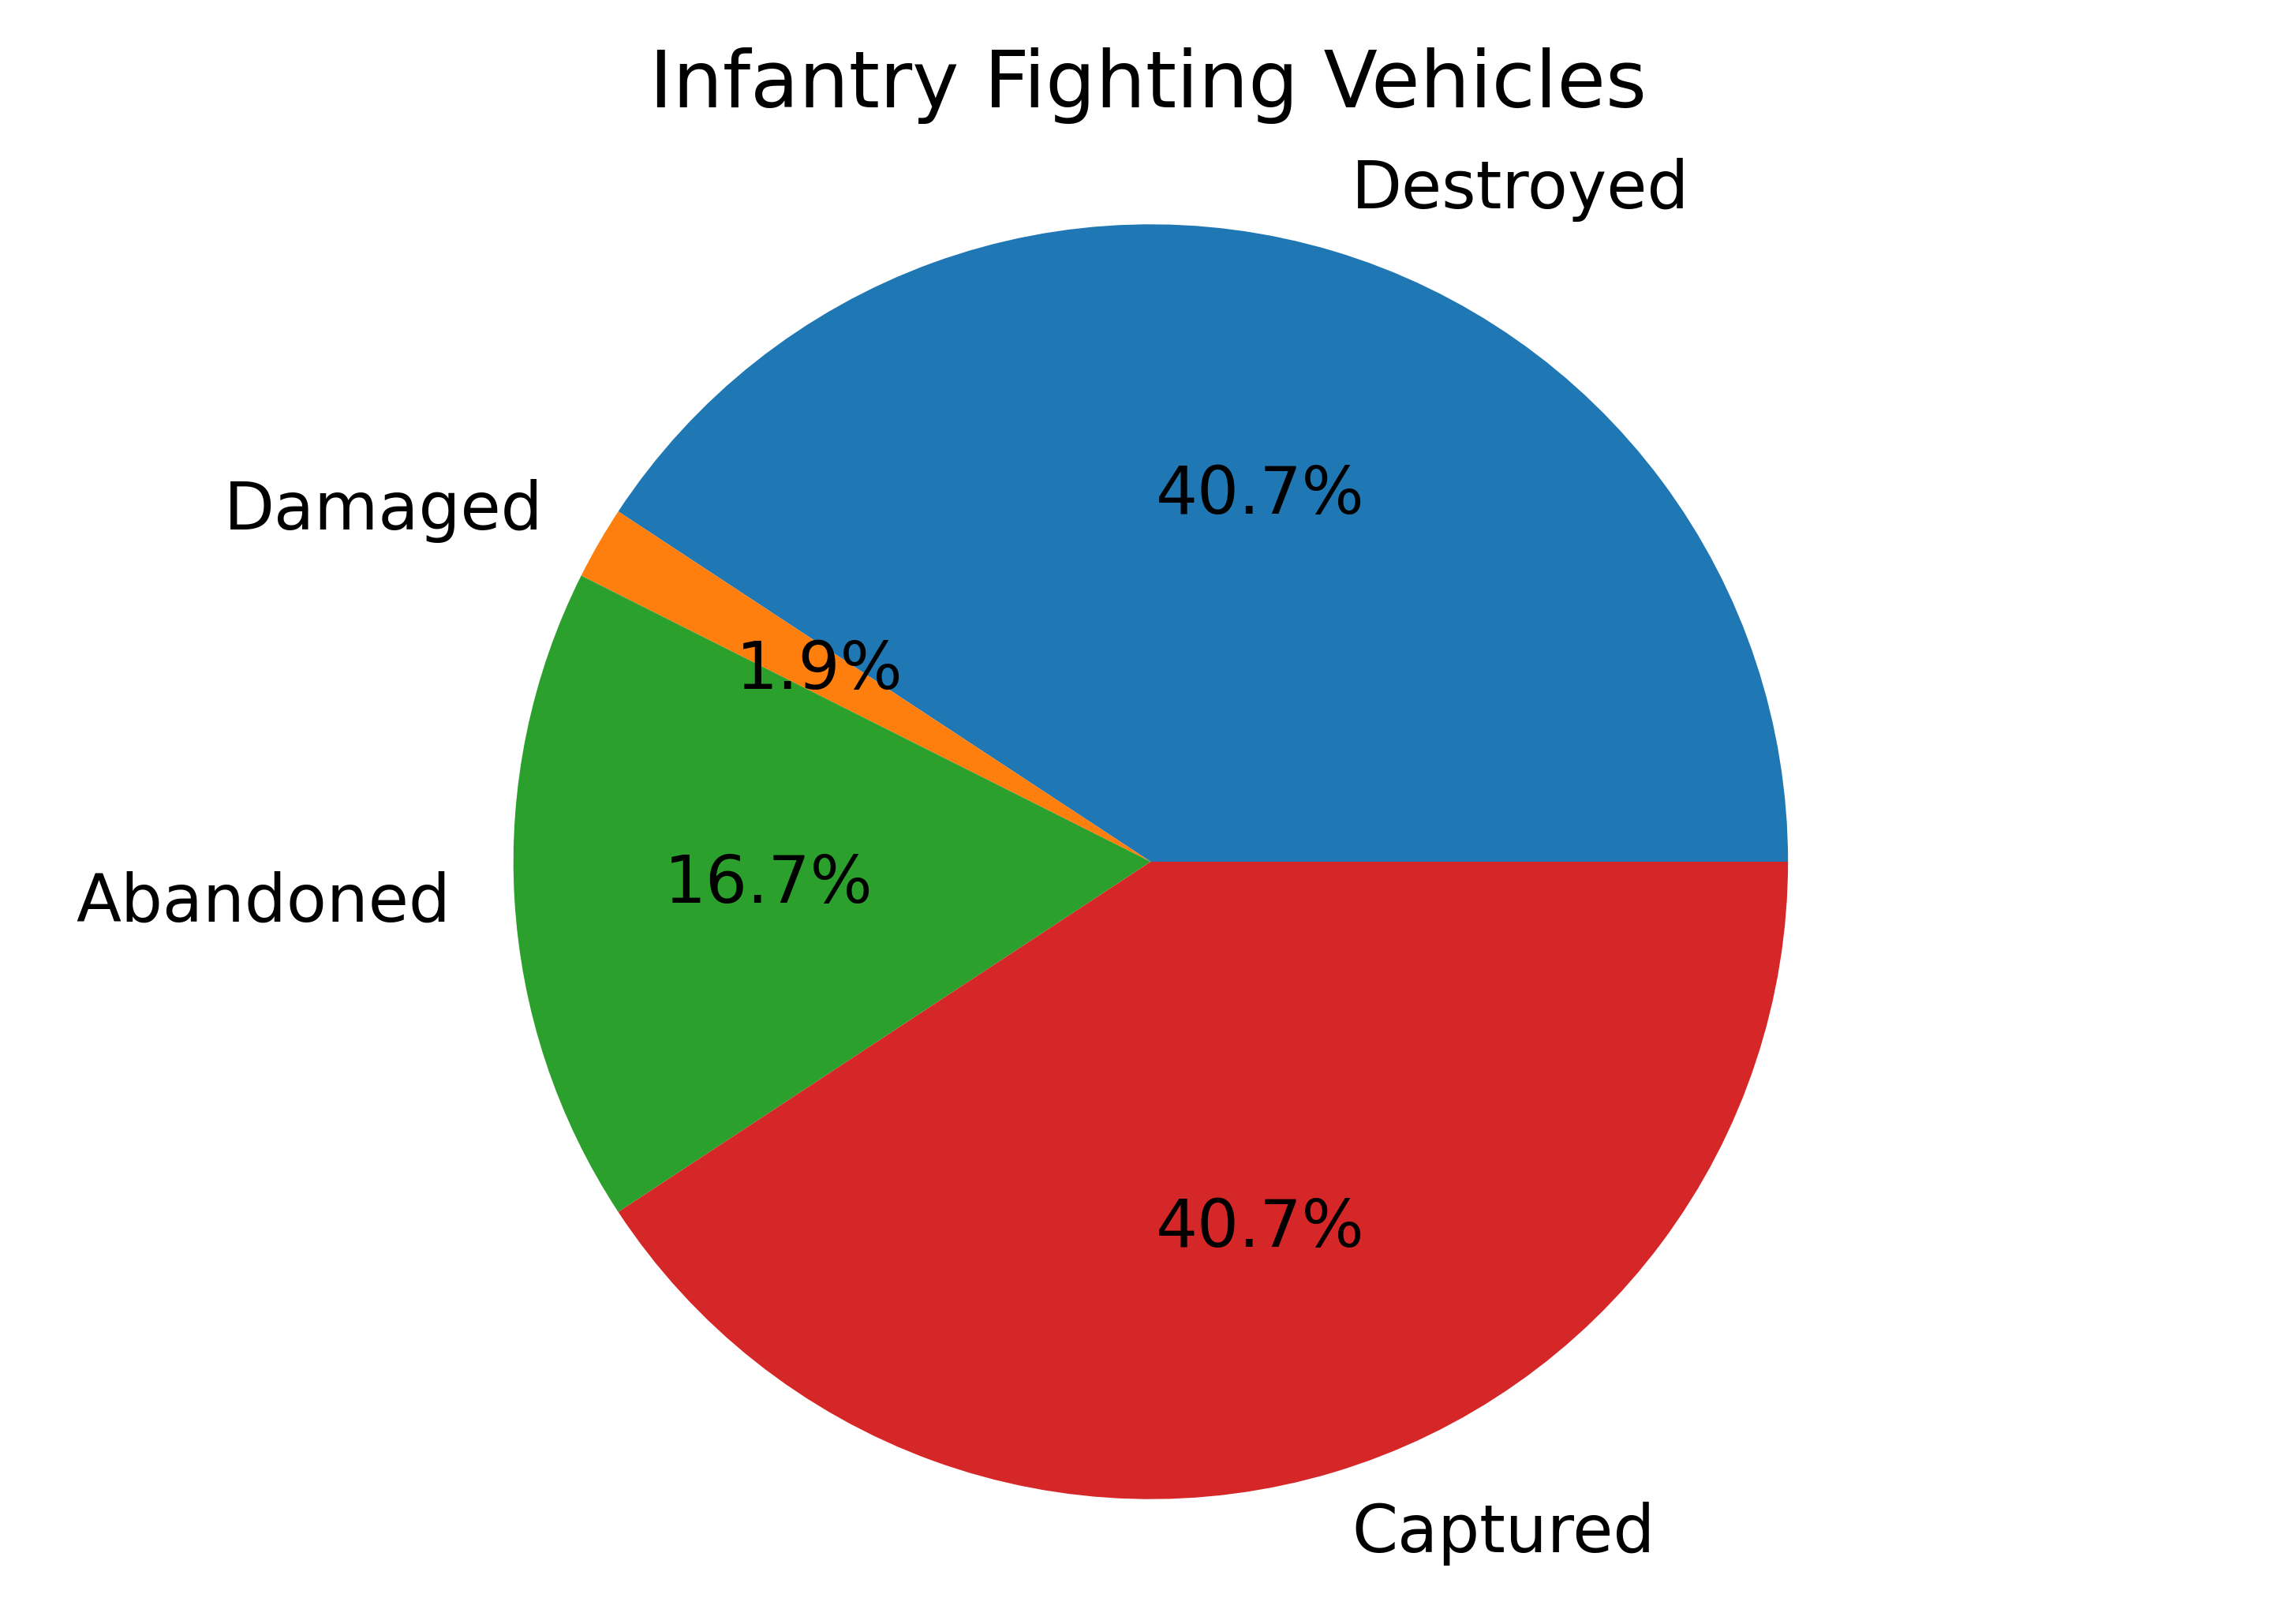 Infantry Fighting Vehicles
Destroyed
40.7%
Damaged
1.9%
16.7%
Abandoned
40.7%
Captured